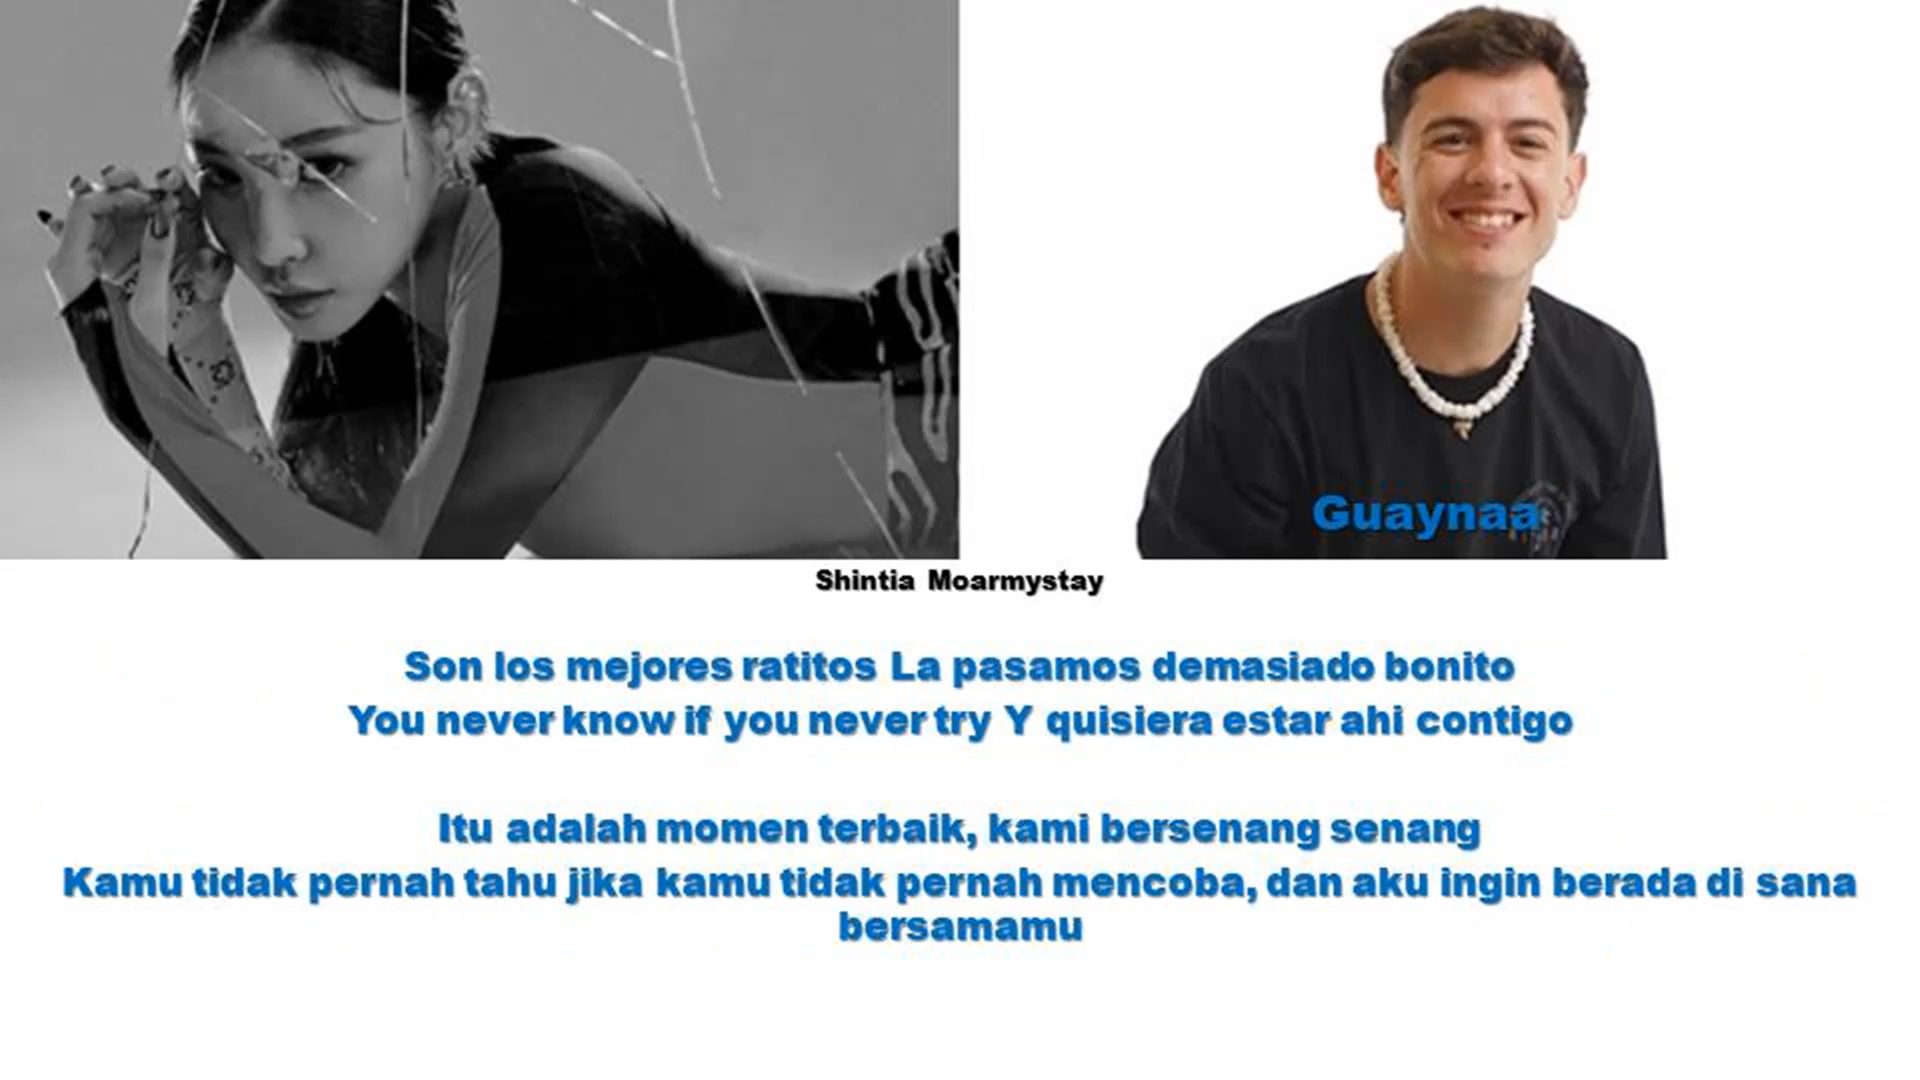 Guaynaa
Shintia Moarmystay
Son los mejores ratitos La pasamos demasiado bonito
You never know if you never try Y quisiera estar ahi contigo
Itu adalah momen terbaik, kami bersenang senang
Kamu tidak pernah tahu jika kamu tidak pernah mencoba, dan aku ingin berada di sana
bersamamu